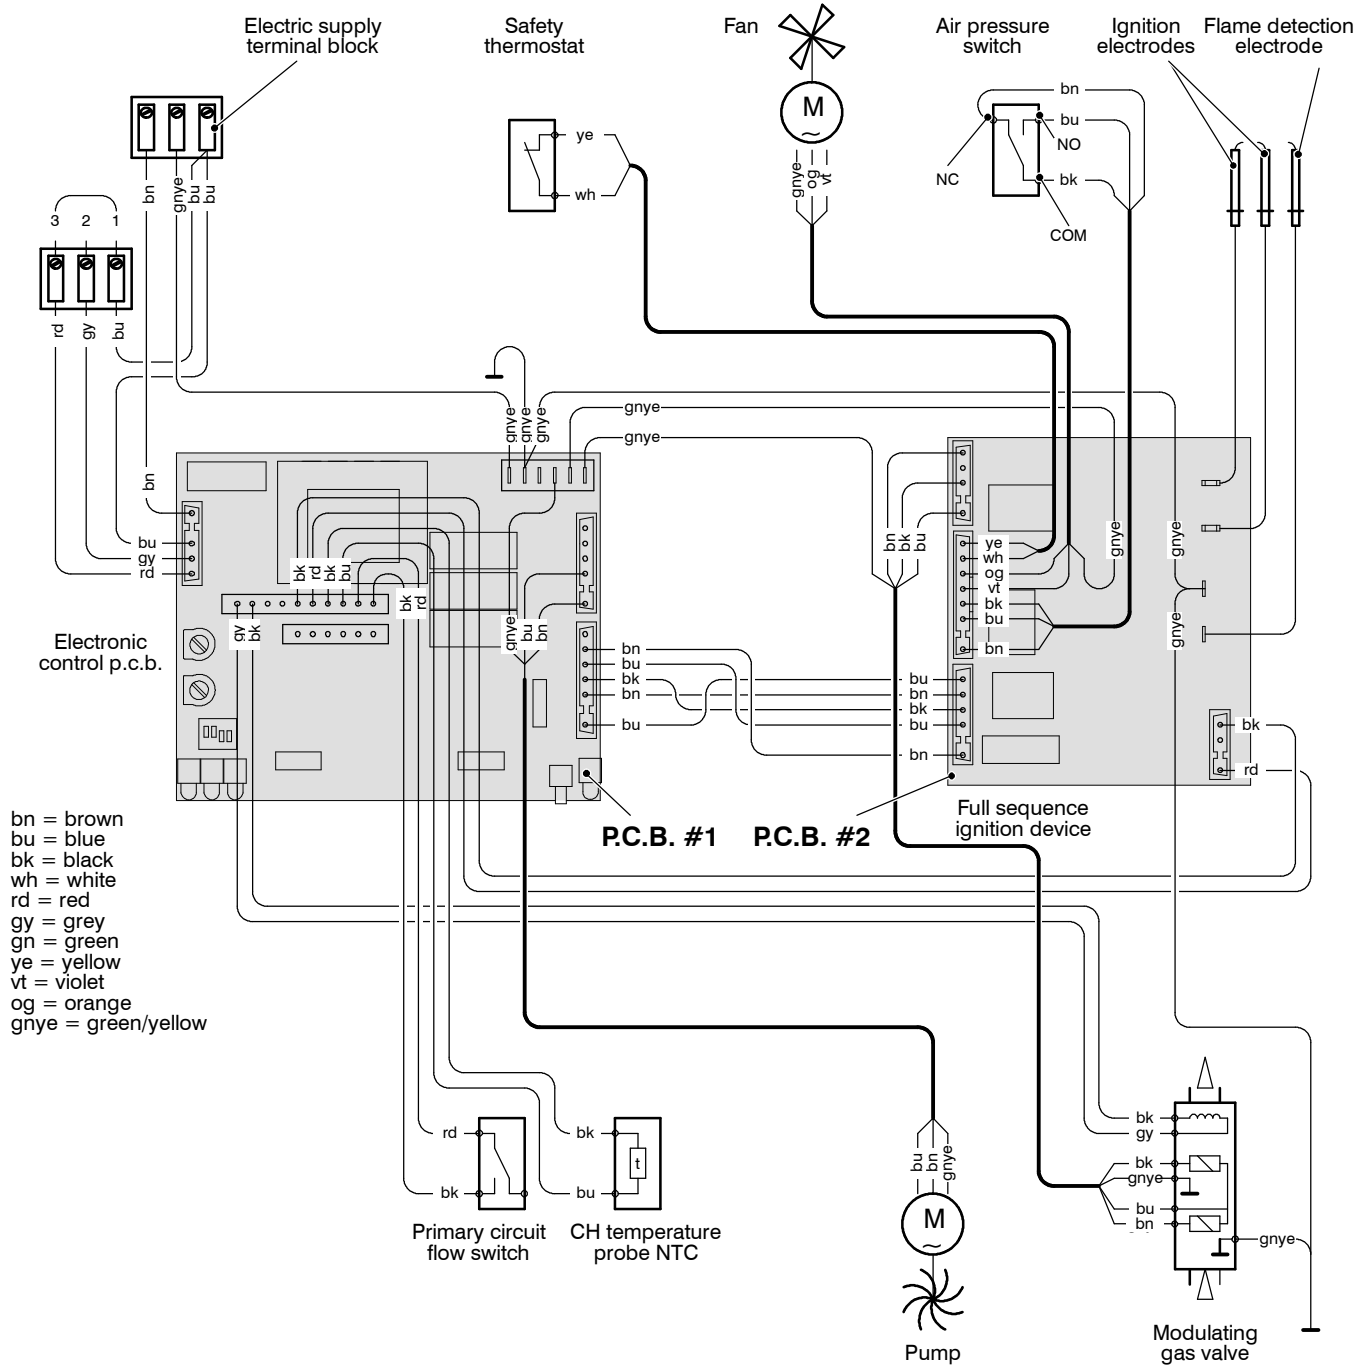 Electric supply
terminal block
Safety
thermostat
Fan
Air pressure
switch
Ignition
electrodes
Flame detection
electrode
M
~
bn
bu
NO
bk
NC
COM
ye
wh
gnye
og
vt
bn
gnye
bu
bu
3
2
1
rd
gy
bu
gnye
gnye
gnye
gnye
gnye
bn
bu
gy
rd
bk
rd
bk
bu
bk
rd
gy
bk
gnye
bu
bn
bn
bk
bu
ye
wh
og
vt
bk
bu
bn
gnye
gnye
gnye
Electronic
control p.c.b.
bn
bu
bk
bn
bu
bu
bn
bk
bu
bn
bk
rd
P.C.B. #1
P.C.B. #2
Full sequence
ignition device
bn = brown
bu = blue
bk = black
wh = white
rd = red
gy = grey
gn = green
ye = yellow
vt = violet
og = orange
gnye = green/yellow
rd
bk
bk
bu
t
Primary circuit
flow switch
CH temperature
probe NTC
bu
bn
gnye
M
~
Pump
bk
gy
bk
gnye
bu
bn
gnye
Modulating
gas valve